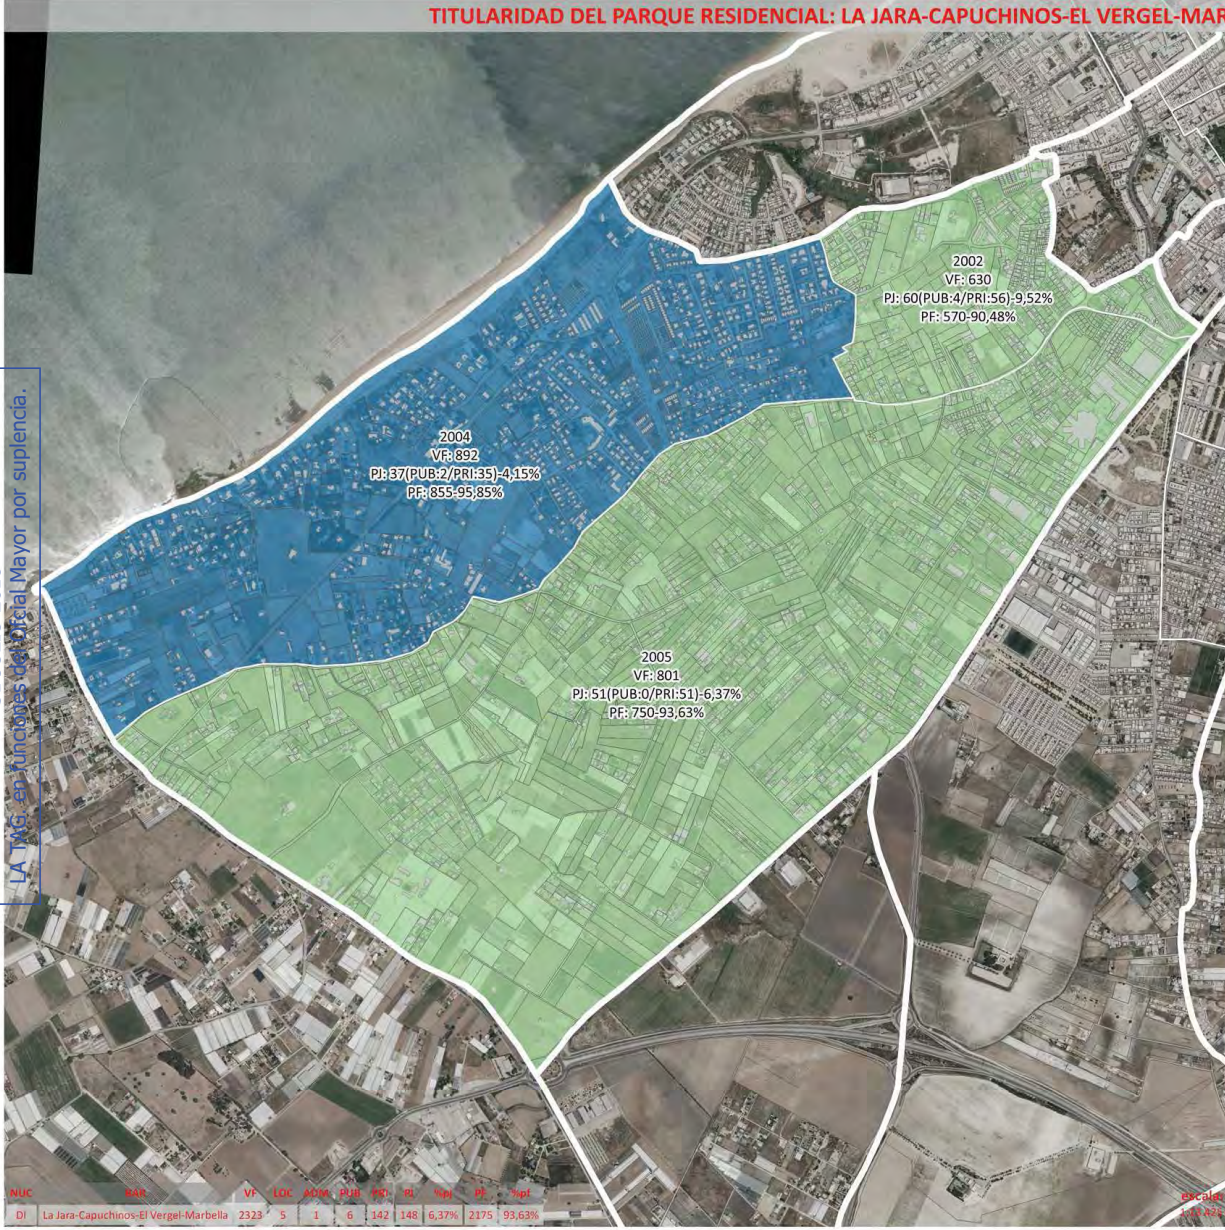 TITULARIDAD DEL PARQUE RESIDENCIAL: LA JARA-CAPUCHINOS-EL VERGEL-MAR
2002
VF: 630
PJ: 60(PUB:4/PRI:56)-9,52%
PF: 570-90,48%
2004
VF: 892
PJ: 37(PUB:2/PRI:35)-4,15%
PF: 855-95,85%
2005
VF: 801
PJ: 51(PUB:0/PRI:51)-6,37%
PF: 750-93,63%
LA TAG. en funciones de Oficial Mayor por suplencia.
NUC BAR VF LOC ADM PUB PRI PJ %pj PF %pf
DI La Jara-Capuchinos-El Vergel-Marbella 2323 5 1 6 142 148 6,37% 2175 93,63%
escala: